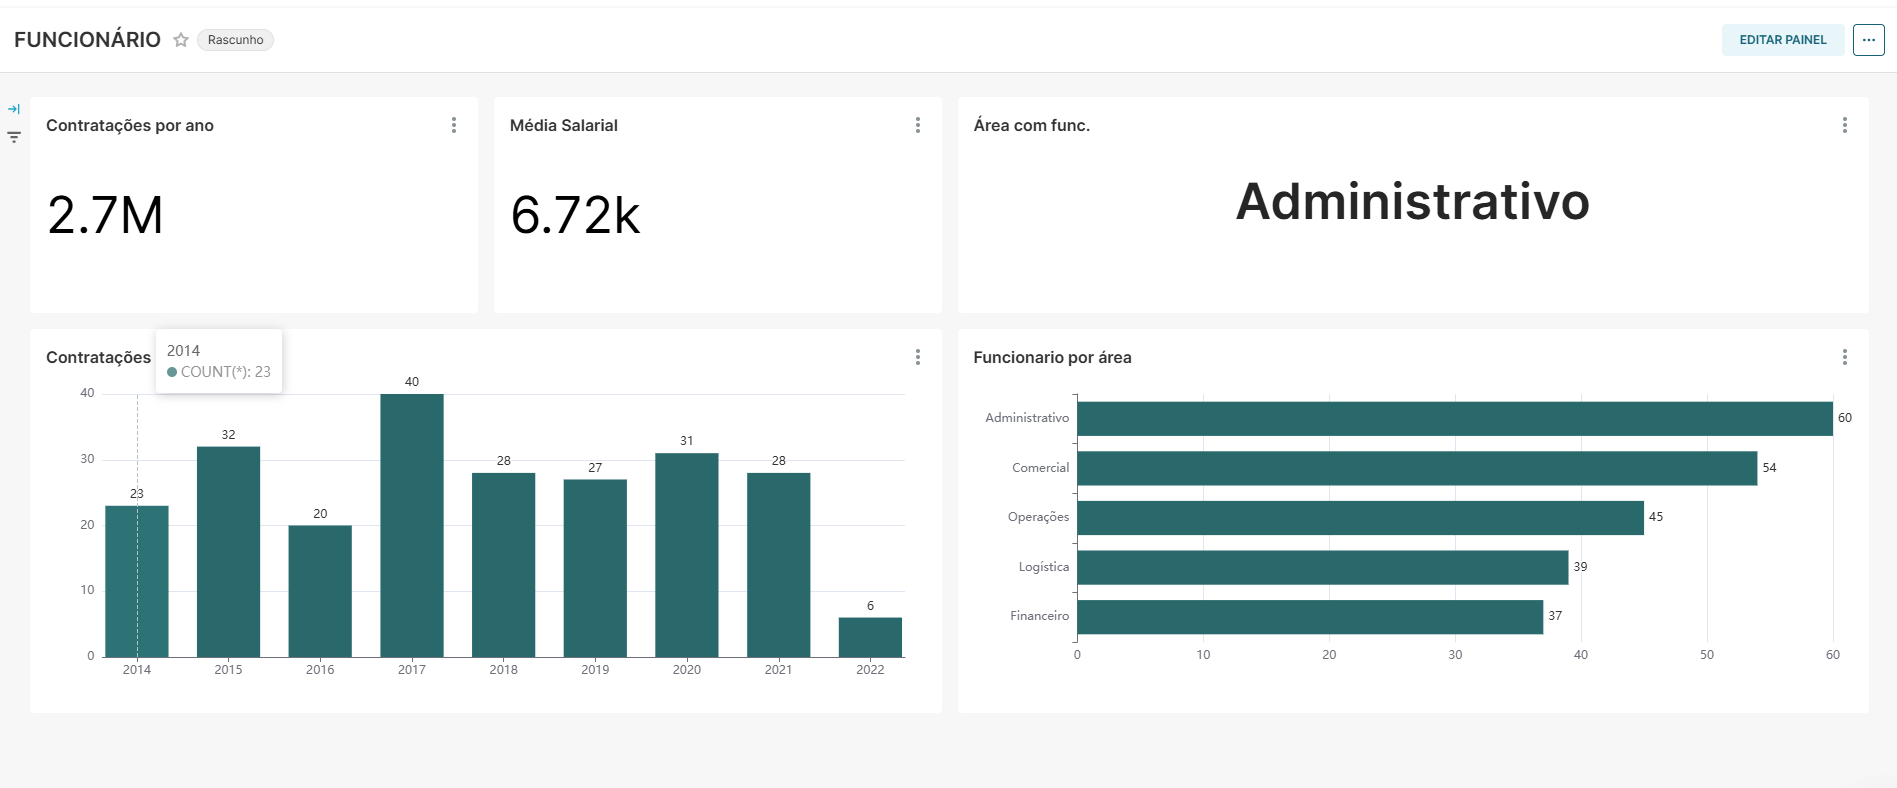 FUNCIONÁRIO
Rascunho
EDITAR PAINEL
...
Contratações por ano
2.7M
Média Salarial
6.72k
Área com func.
Administrativo
Contratações
2014
COUNT(*): 23
40
30
20
10
0
23
32
20
40
28
27
31
28
6
2014
2015
2016
2017
2018
2019
2020
2021
2022
Funcionario por área
Administrativo
60
Comercial
54
Operações
45
Logística
39
Financeiro
37
0
10
20
30
40
50
60